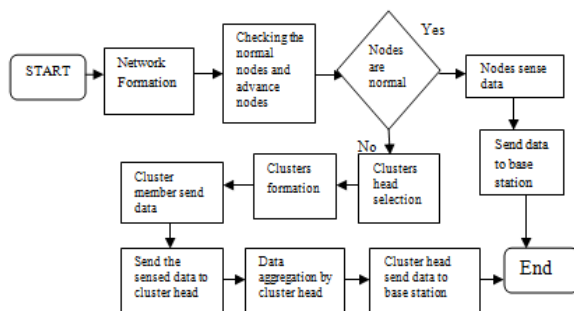 START
Network
Formation
Checking the
normal
nodes and
advance
nodes
Nodes
are
normal
Yes
Nodes sense
data
Send data
to base
station
No
Clusters
head
selection
Clusters
formation
Cluster
member send
data
Send the
sensed data to
cluster head
Data
aggregation by
cluster head
Cluster head
send data to
base station
End